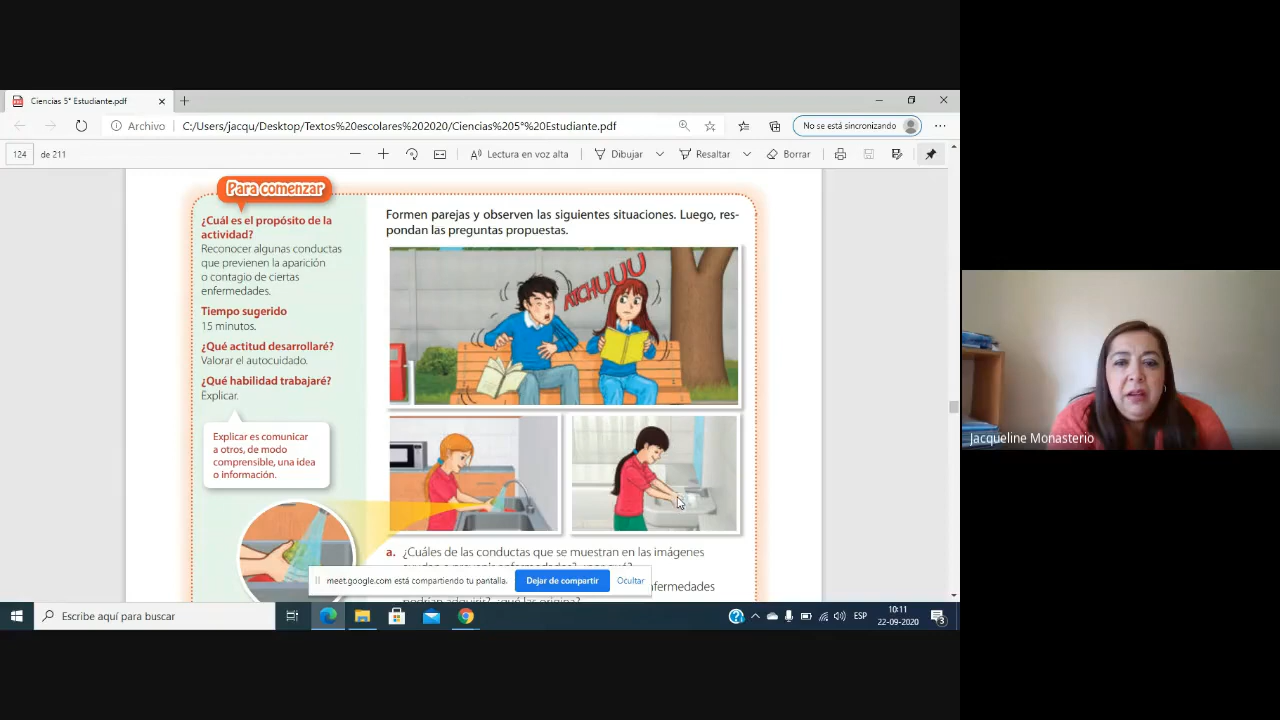 Ciencias 5° Estudiante.pdf
Archivo
C:/Users/jacqu/Desktop/Textos%20escolares%202020/Ciencias%205°%20Estudiante.pdf
No se está sincronizando
124
de 211
Lectura en voz alta
Dibujar
Resaltar
Borrar
Para comenzar
¿Cuál es el propósito de la
actividad?
Reconocer algunas conductas
que previenen la aparición
o contagio de ciertas
enfermedades.
Tiempo sugerido
15 minutos.
¿Qué actitud desarrollaré?
Valorar el autocuidado.
¿Qué habilidad trabajaré?
Explicar.
Explicar es comunicar
a otros, de modo
comprensible, una idea
o información.
Formen parejas y observen las siguientes situaciones. Luego, res-
pondan las preguntas propuestas.
ATCHUUU
a. ¿Cuáles de las conductas que se muestran en las imágenes
nfermedades
meet.google.com está compartiendo tu pantalla.
Dejar de compartir
Ocultar
Jacqueline Monasterio
Escribe aquí para buscar
ESP
10:11
22-09-2020
3